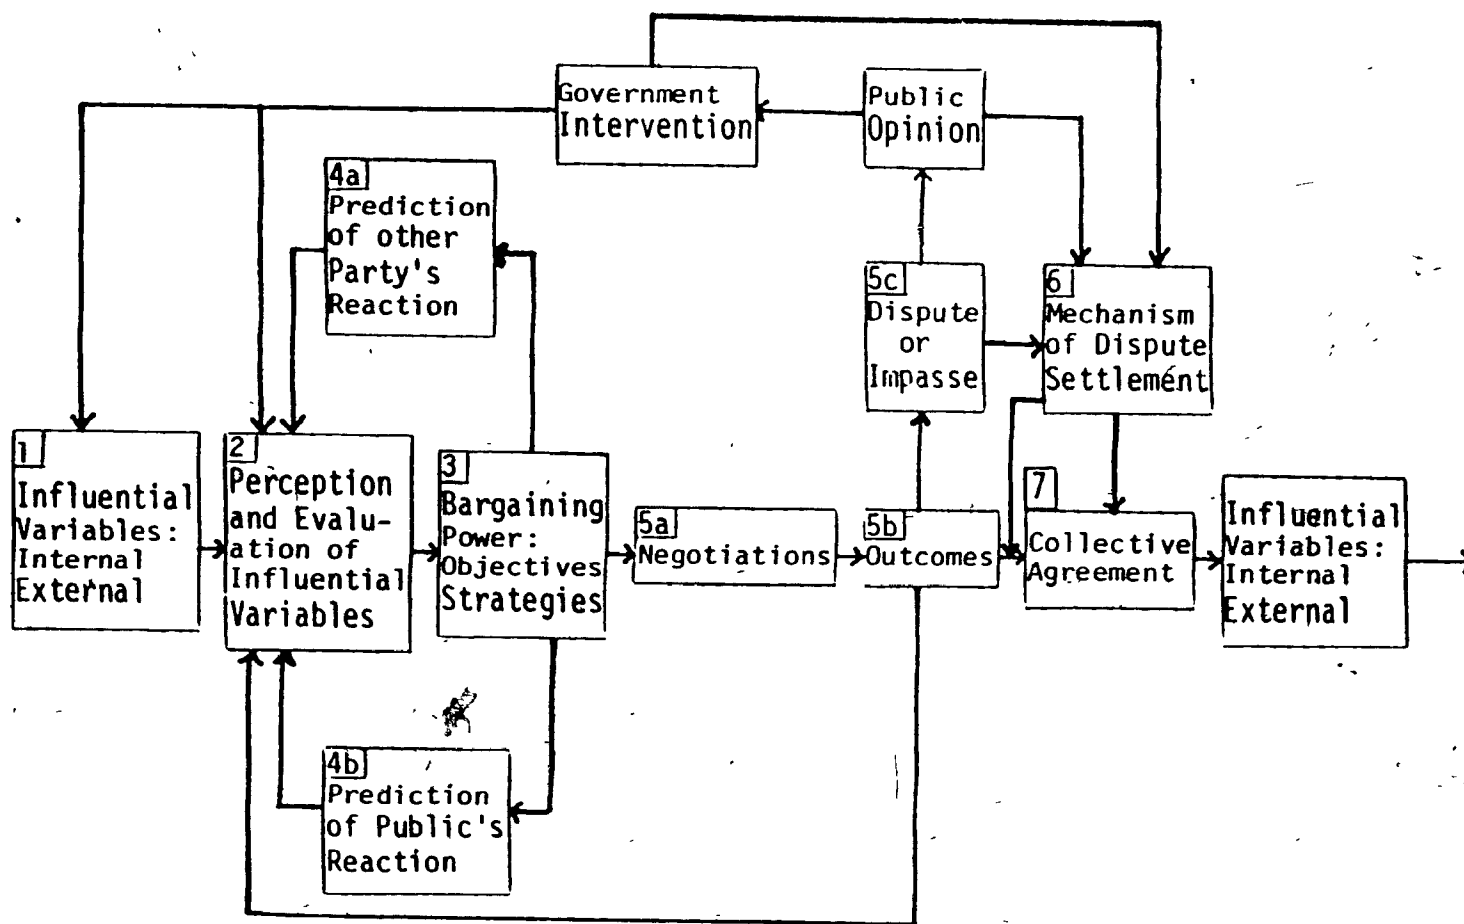 Government
Intervention
Public
Opinion
4a
Prediction
of other
Party's
Reaction
5c
Dispute
or
Impasse
6
Mechanism
of Dispute
Settlement
1
Influential
Variables:
Internal
External
2
Perception
and Evalu-
ation of
Influential
Variables
3
Bargaining
Power:
Objectives
Strategies
5a
Negotiations
5b
Outcomes
7
Collective
Agreement
Influential
Variables:
Internal
External
4b
Prediction
of Public's
Reaction